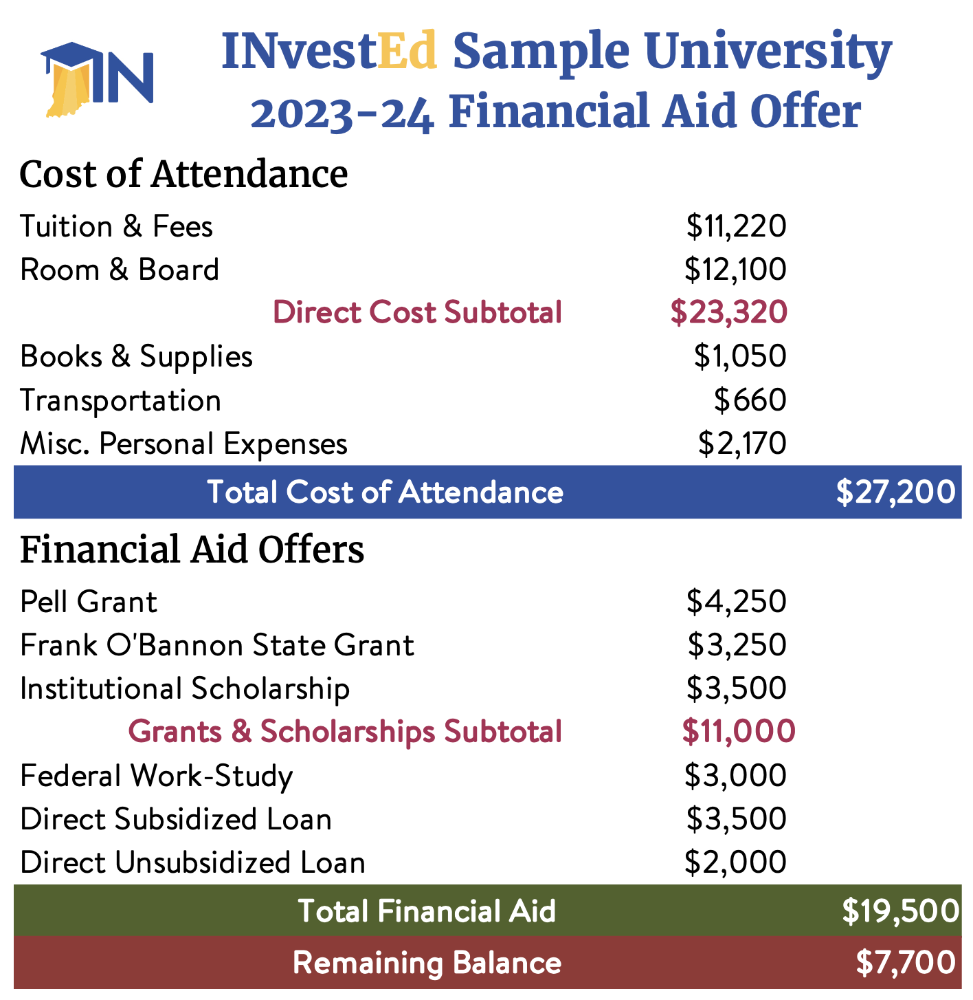 IN
INvestEd Sample University
2023-24 Financial Aid Offer
Cost of Attendance
Tuition & Fees $11,220
Room & Board $12,100
Direct Cost Subtotal $23,320
Books & Supplies $1,050
Transportation $660
Misc. Personal Expenses $2,170
Total Cost of Attendance $27,200
Financial Aid Offers
Pell Grant $4,250
Frank O'Bannon State Grant $3,250
Institutional Scholarship $3,500
Grants & Scholarships Subtotal $11,000
Federal Work-Study $3,000
Direct Subsidized Loan $3,500
Direct Unsubsidized Loan $2,000
Total Financial Aid $19,500
Remaining Balance $7,700